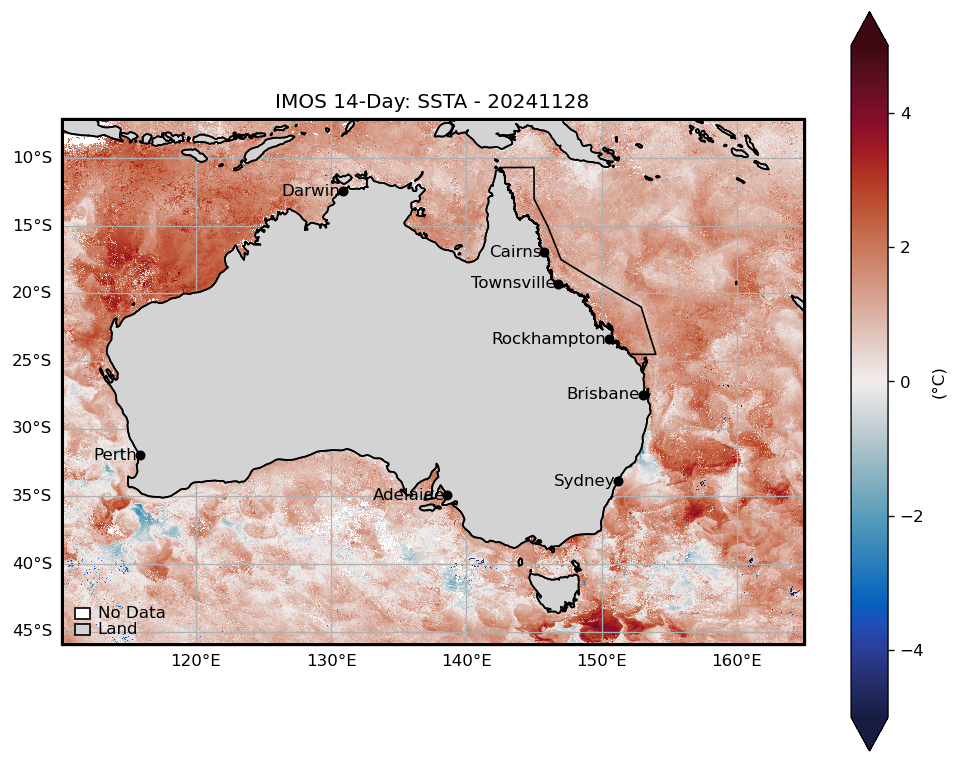 IMOS 14-Day: SSTA - 20241128
10°S
15°S
20°S
25°S
30°S
35°S
40°S
45°S
Darwin
Cairns
Townsville
Rockhampton
Brisbane
Perth
Sydney
Adelaide
No Data
Land
120°E
130°E
140°E
150°E
160°E
4
2
0
−2
−4
(°C)